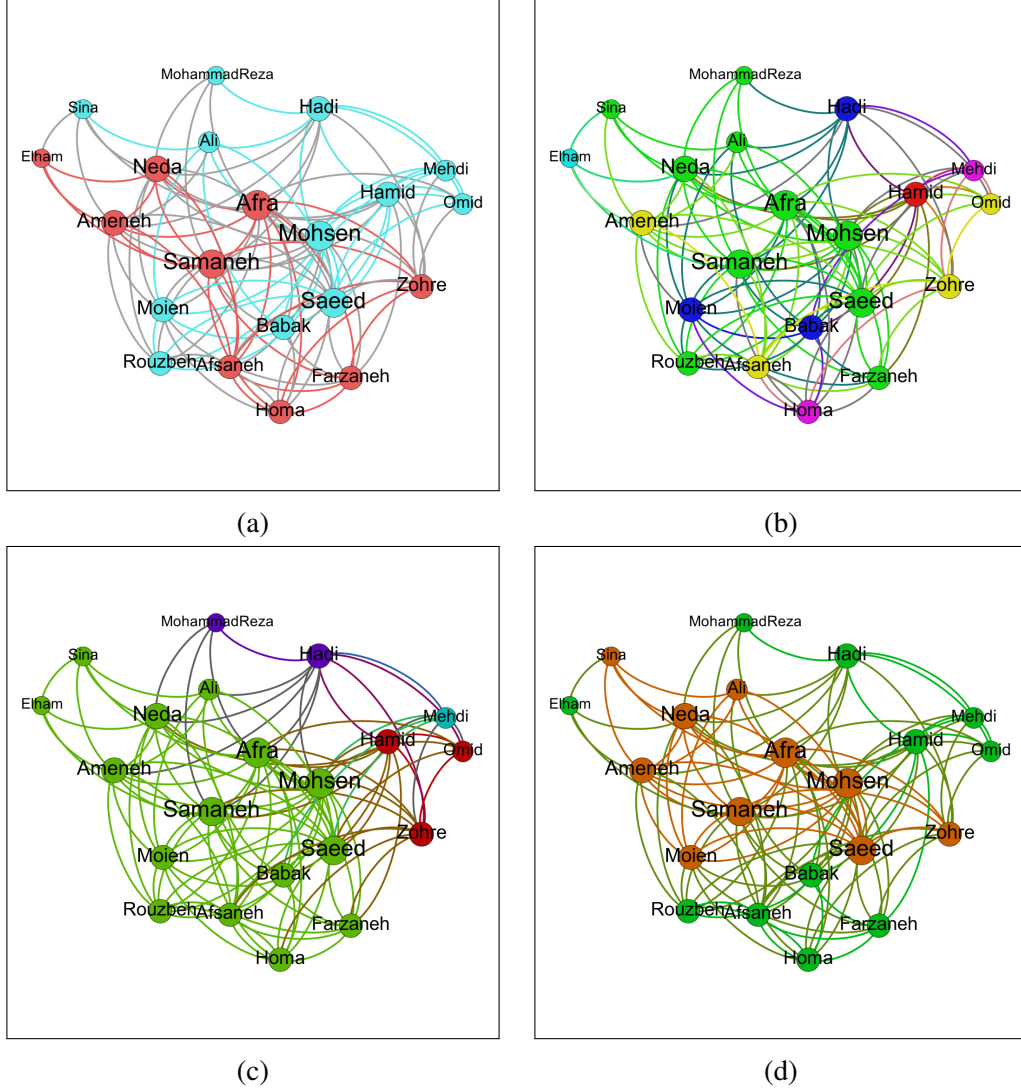 MohammadReza
Sina
Hadi
Ali
Elham
Neda
Mehdi
Hamid
Omid
Afra
Ameneh
Mohsen
Samaneh
Zohre
Moien
Saeed
Babak
Rouzbeh
Afsaneh
Farzaneh
Homa
(a)
MohammadReza
Sina
Hadi
Ali
Elham
Neda
Mehdi
Hamid
Omid
Afra
Ameneh
Mohsen
Samaneh
Zohre
Moien
Saeed
Babak
Rouzbeh
Afsaneh
Farzaneh
Homa
(b)
MohammadReza
Sina
Hadi
Ali
Elham
Neda
Mehdi
Hamid
Omid
Afra
Ameneh
Mohsen
Samaneh
Zohre
Moien
Saeed
Babak
Rouzbeh
Afsaneh
Farzaneh
Homa
(c)
MohammadReza
Sina
Hadi
Ali
Elham
Neda
Mehdi
Hamid
Omid
Afra
Ameneh
Mohsen
Samaneh
Zohre
Moien
Saeed
Babak
Rouzbeh
Afsaneh
Farzaneh
Homa
(d)